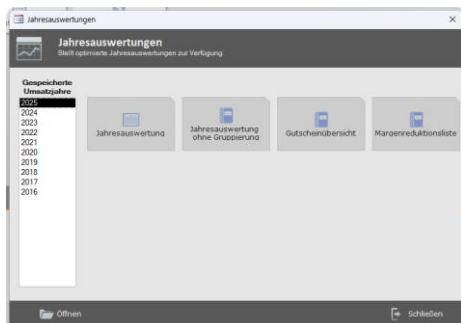 Jahresauswertungen
Jahresauswertungen
Stellt optimierte Jahresauswertungen zur Verfügung.
Gespeicherte
Umsatzjahre
2025
2024
2023
2022
2021
2020
2019
2018
2017
2016
Jahresauswertung
Jahresauswertung
ohne Gruppierung
Gutscheinübersicht
Margenreduktionsliste
Öffnen
Schließen